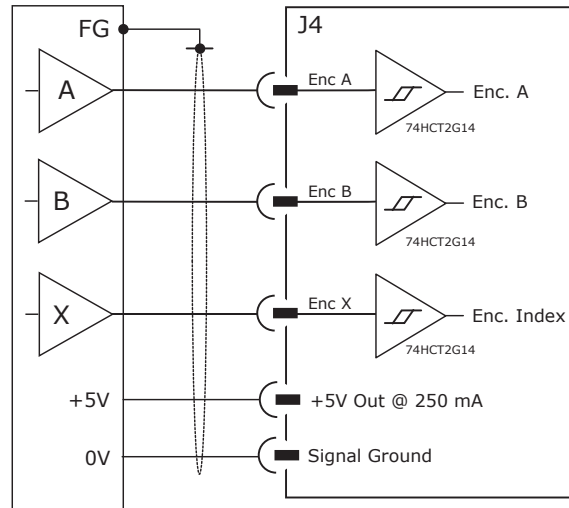 FG
J4
A
Enc A
Enc. A
74HCT2G14
B
Enc B
Enc. B
74HCT2G14
X
Enc X
Enc. Index
74HCT2G14
+5V
+5V Out @ 250 mA
0V
Signal Ground